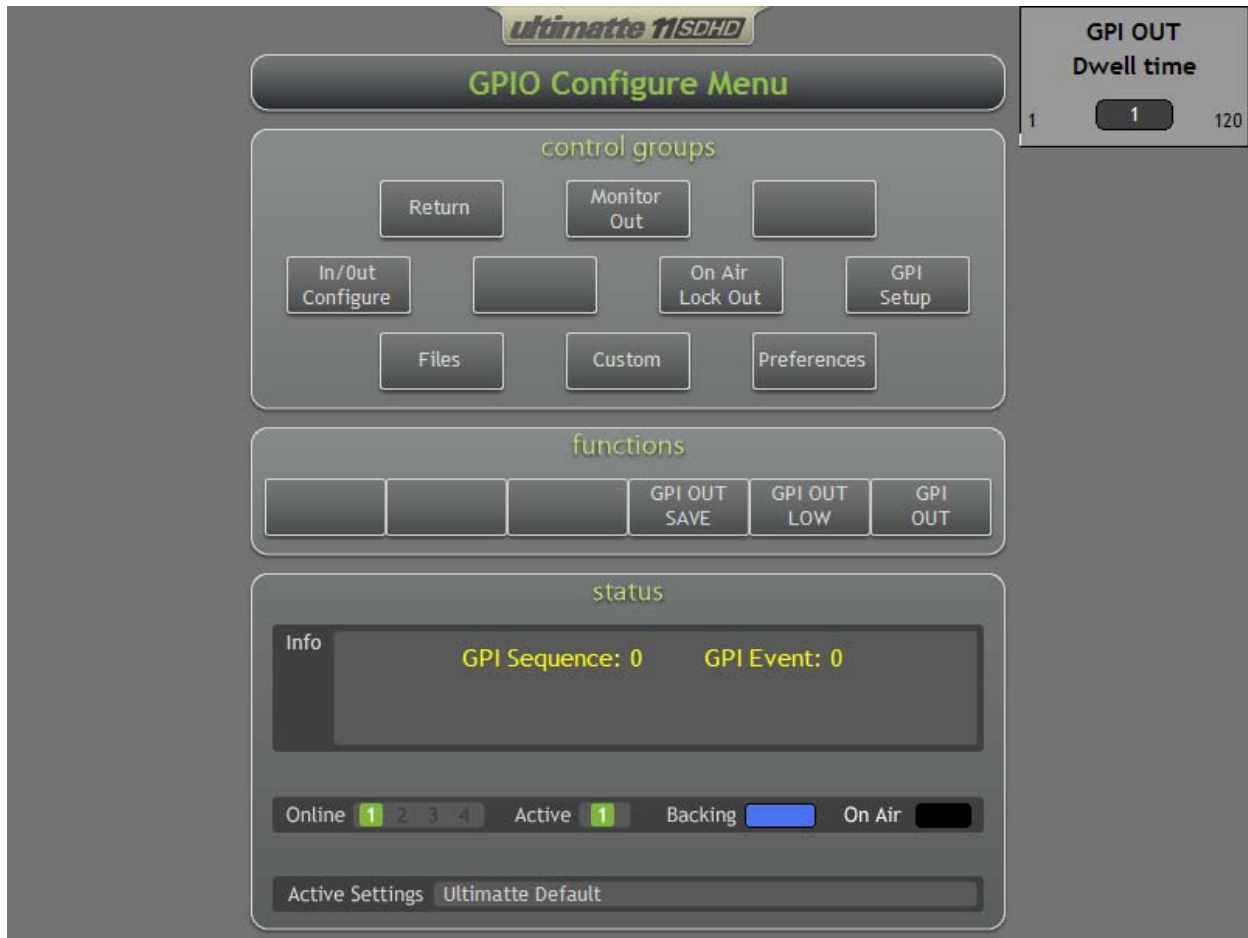 ultimatte 11 SDHD
GPIO Configure Menu
GPI OUT
Dwell time
1 1 120
control groups
Return
Monitor
Out
In/0ut
Configure
On Air
Lock Out
GPI
Setup
Files
Custom
Preferences
functions
GPI OUT
SAVE
GPI OUT
LOW
GPI
OUT
status
Info
GPI Sequence: 0 GPI Event: 0
Online 1 2 3 4 Active 1 Backing On Air
Active Settings Ultimatte Default